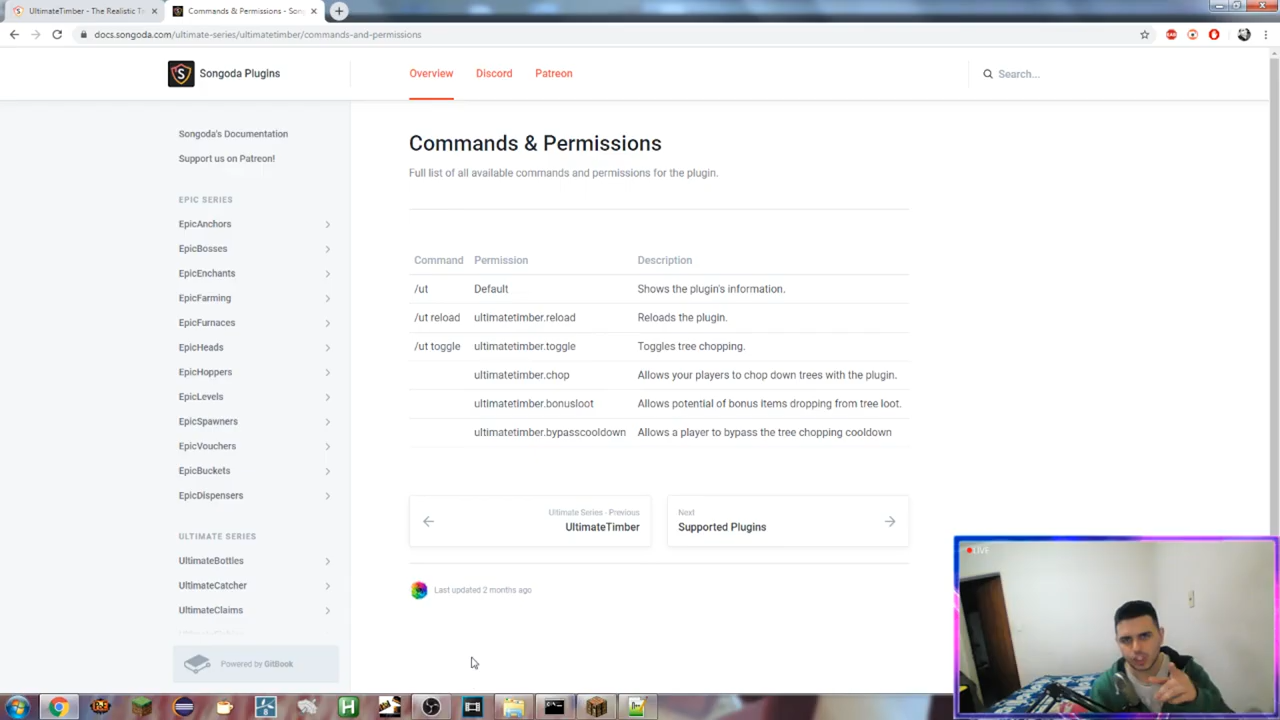 UltimateTimber - The Realistic T
Commands & Permissions - Son
docs.songoda.com/ultimate-series/ultimatetimber/commands-and-permissions
Songoda Plugins
Overview
Discord
Patreon
Search...
Songoda's Documentation
Support us on Patreon!
EPIC SERIES
EpicAnchors
EpicBosses
EpicEnchants
EpicFarming
EpicFurnaces
EpicHeads
EpicHoppers
EpicLevels
EpicSpawners
EpicVouchers
EpicBuckets
EpicDispensers
ULTIMATE SERIES
UltimateBottles
UltimateCatcher
UltimateClaims
Powered by GitBook
Commands & Permissions
Full list of all available commands and permissions for the plugin.
Command Permission Description
/ut Default Shows the plugin's information.
/ut reload ultimatetimber.reload Reloads the plugin.
/ut toggle ultimatetimber.toggle Toggles tree chopping.
ultimatetimber.chop Allows your players to chop down trees with the plugin.
ultimatetimber.bonusloot Allows potential of bonus items dropping from tree loot.
ultimatetimber.bypasscooldown Allows a player to bypass the tree chopping cooldown
Ultimate Series - Previous
UltimateTimber
Next
Supported Plugins
Last updated 2 months ago
LIVE